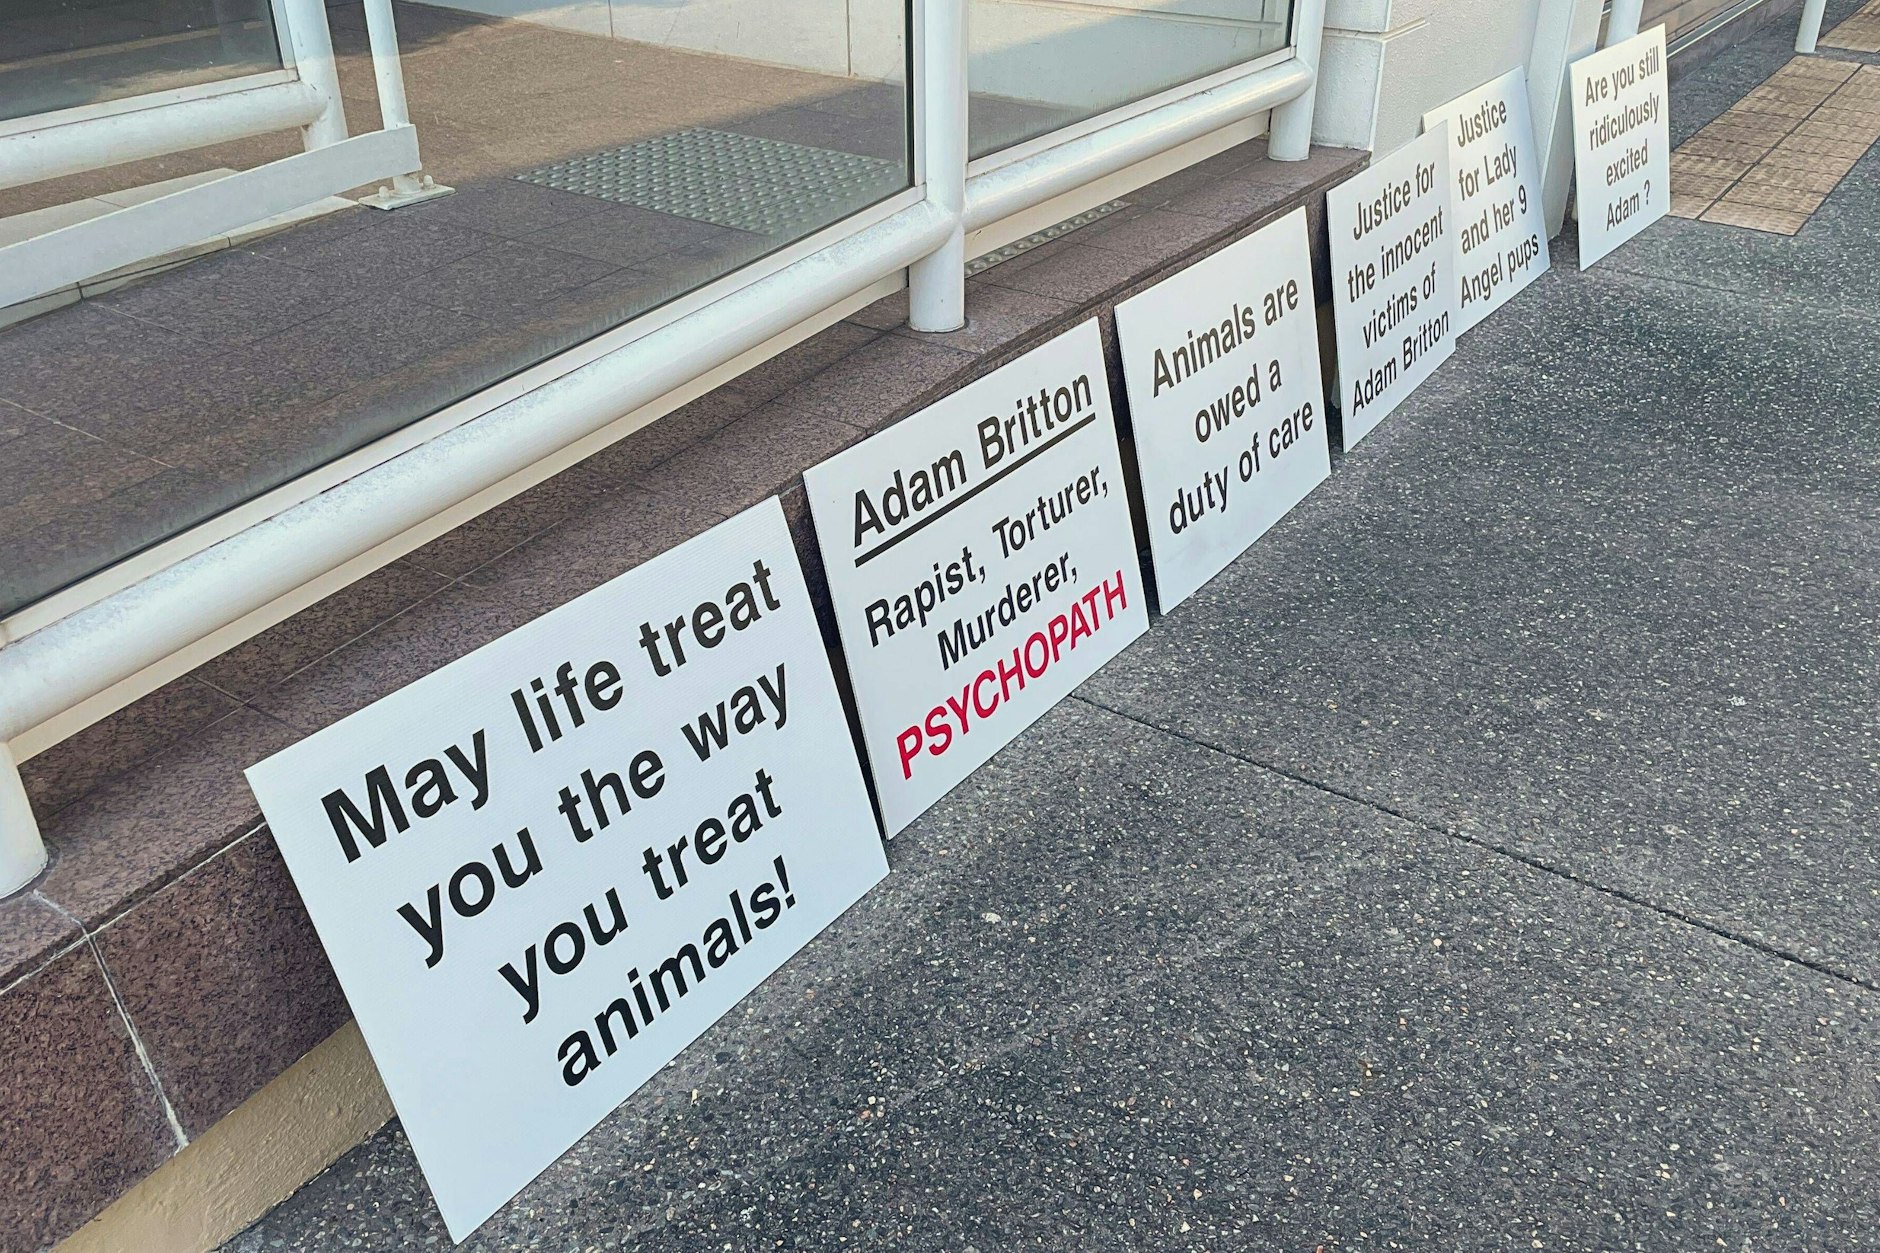 May life treat
you the way
you treat
animals!
Adam Britton
Rapist, Torturer,
Murderer,
PSYCHOPATH
Animals are
owed a
duty of care
Justice for
the innocent
victims of
Adam Britton
Justice
for Lady
and her 9
Angel pups
Are you still
ridiculously
excited
Adam ?